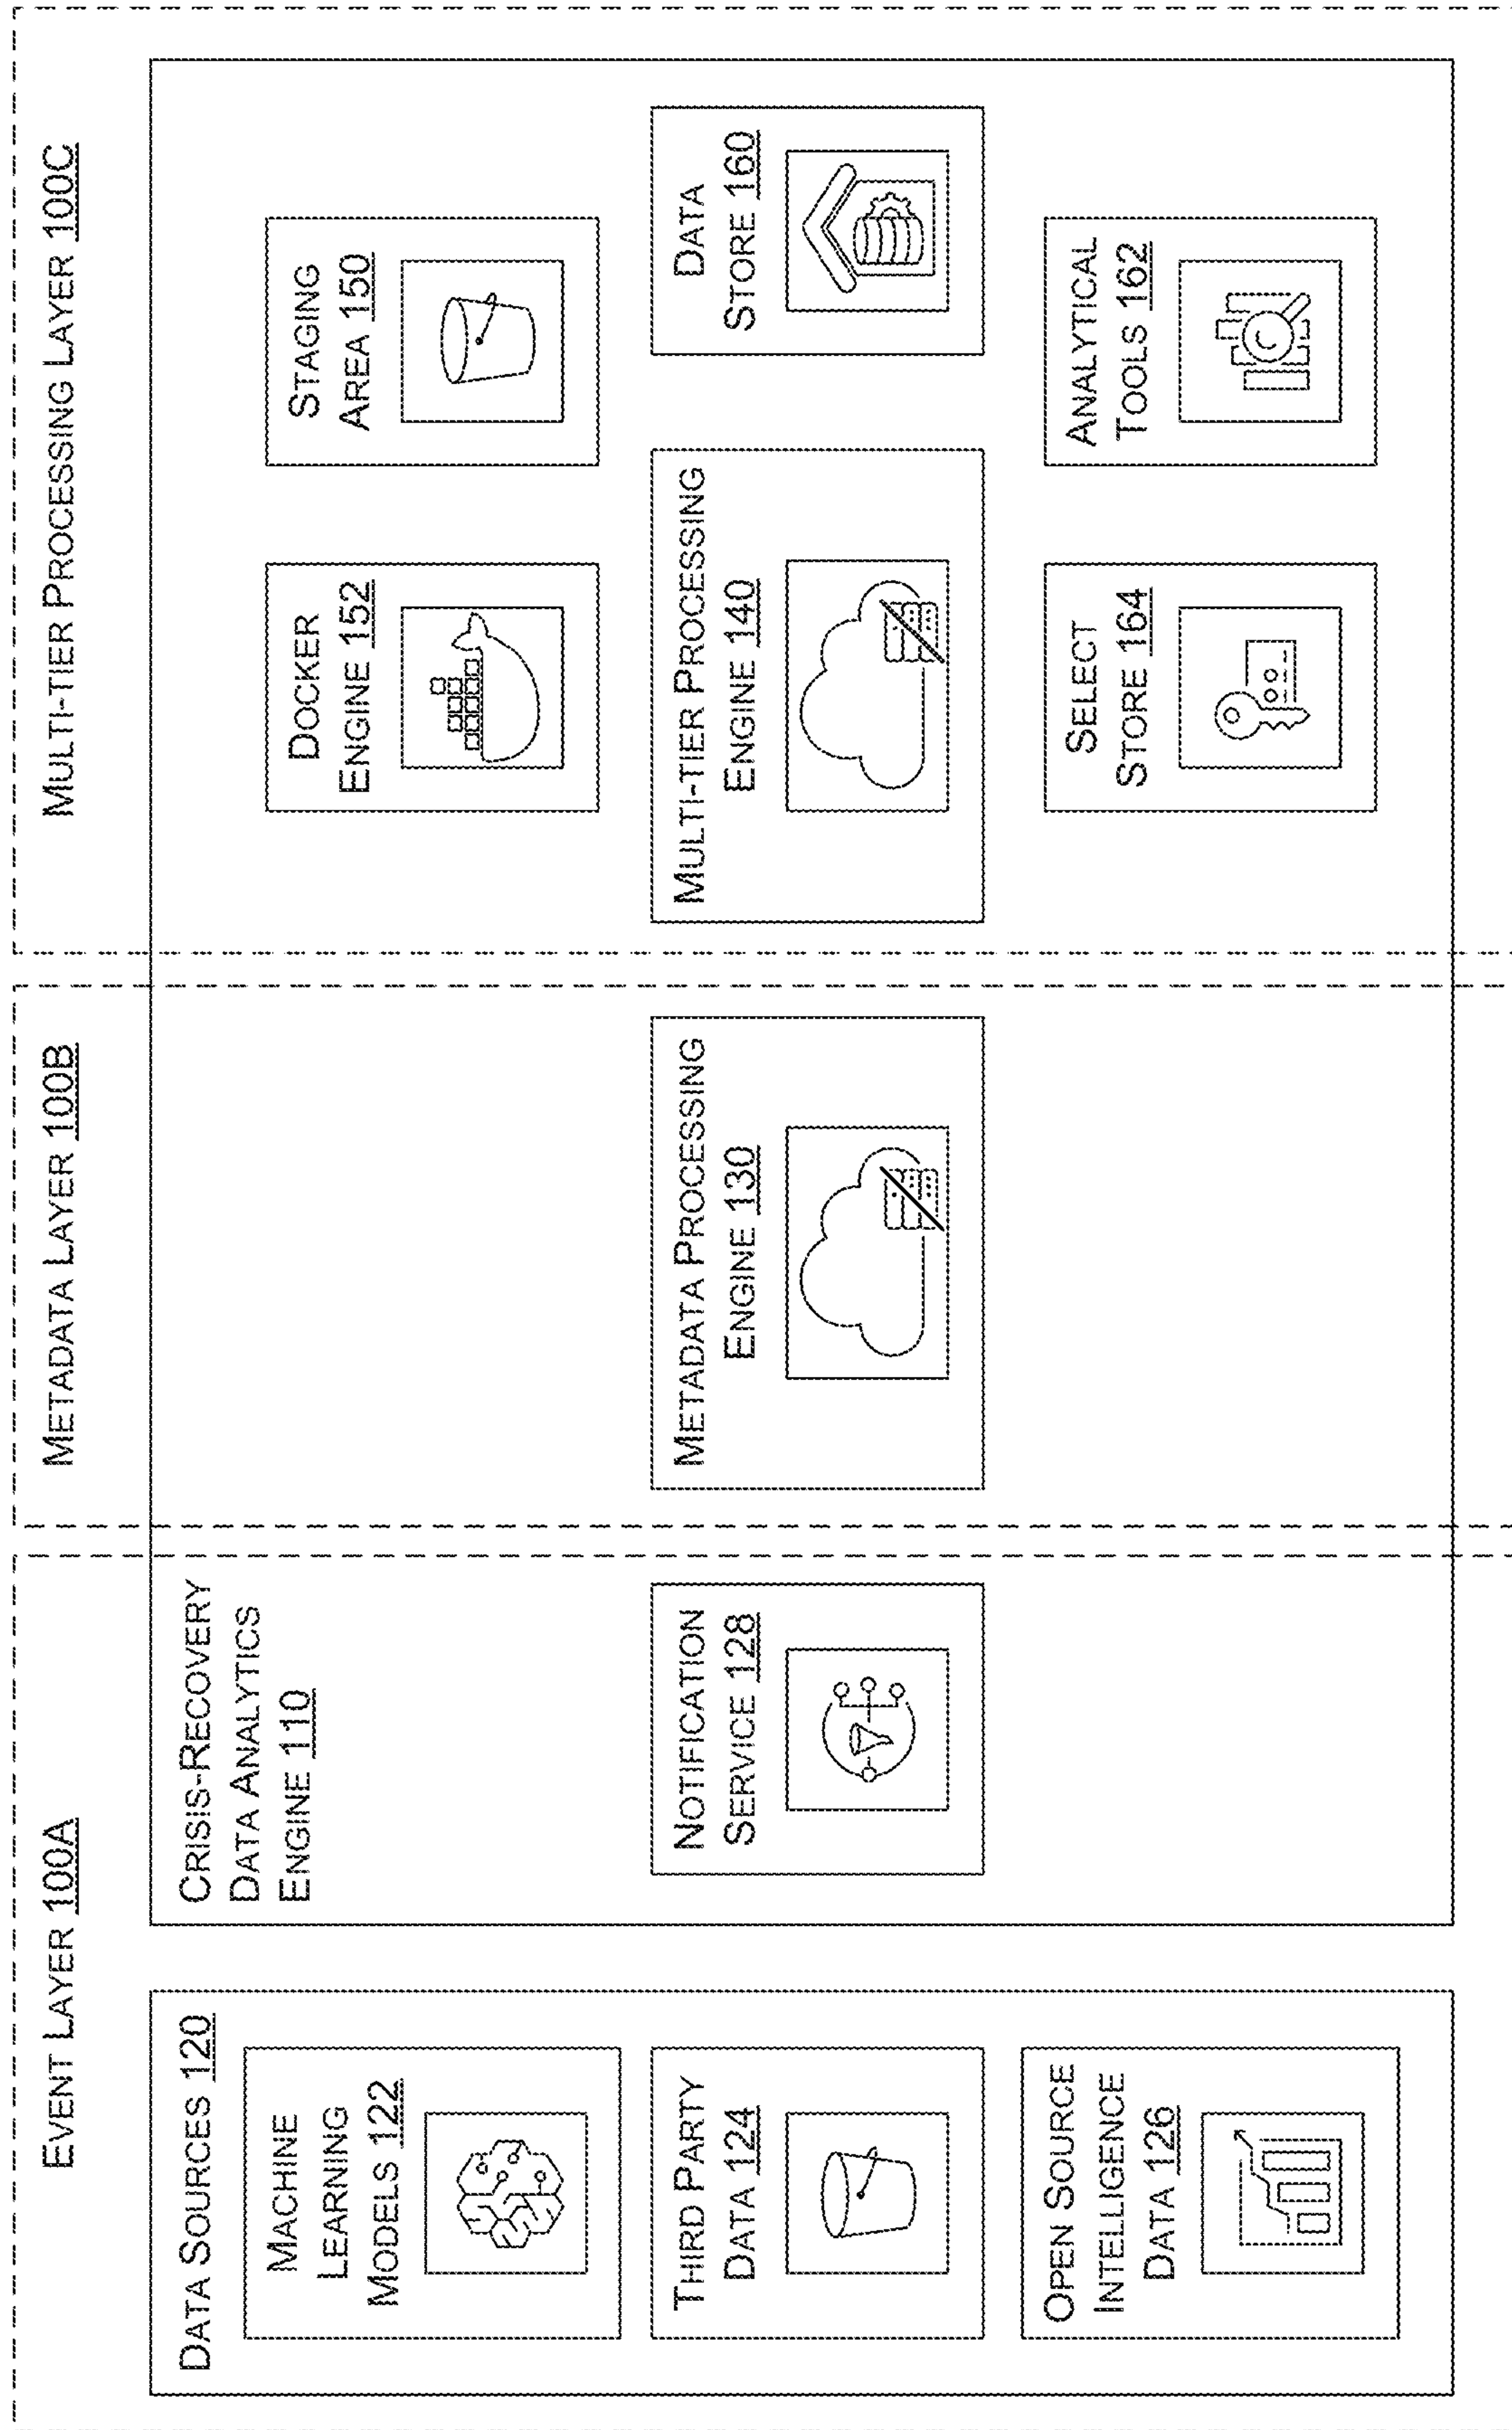 EVENT LAYER 100A
DATA SOURCES 120
MACHINE
LEARNING
MODELS 122
THIRD PARTY
DATA 124
OPEN SOURCE
INTELLIGENCE
DATA 126
CRISIS-RECOVERY
DATA ANALYTICS
ENGINE 110
NOTIFICATION
SERVICE 128
METADATA LAYER 100B
METADATA PROCESSING
ENGINE 130
MULTI-TIER PROCESSING LAYER 100C
DOCKER
ENGINE 152
STAGING
AREA 150
MULTI-TIER PROCESSING
ENGINE 140
DATA
STORE 160
SELECT
STORE 164
ANALYTICAL
TOOLS 162